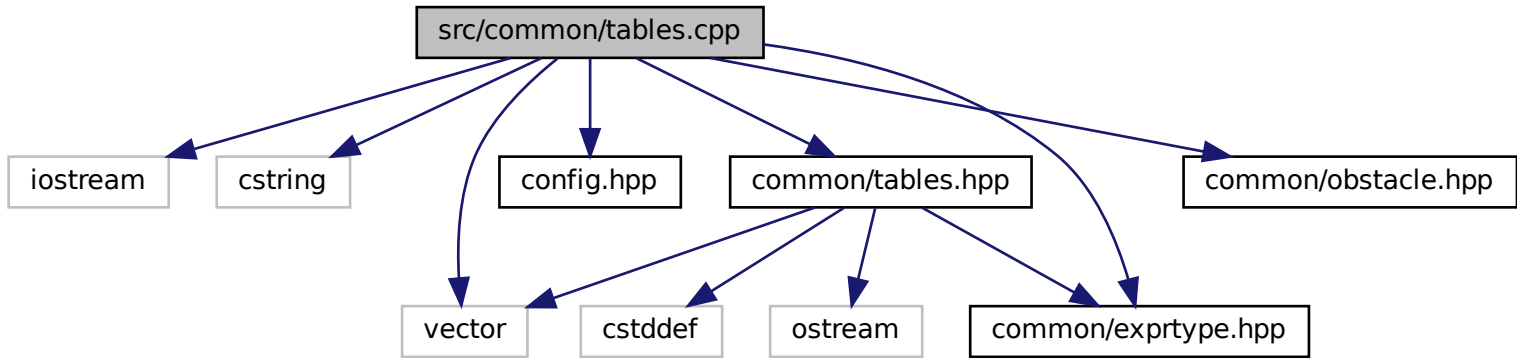 src/common/tables.cpp
iostream
cstring
config.hpp
common/tables.hpp
common/obstacle.hpp
vector
cstddef
ostream
common/exprtype.hpp